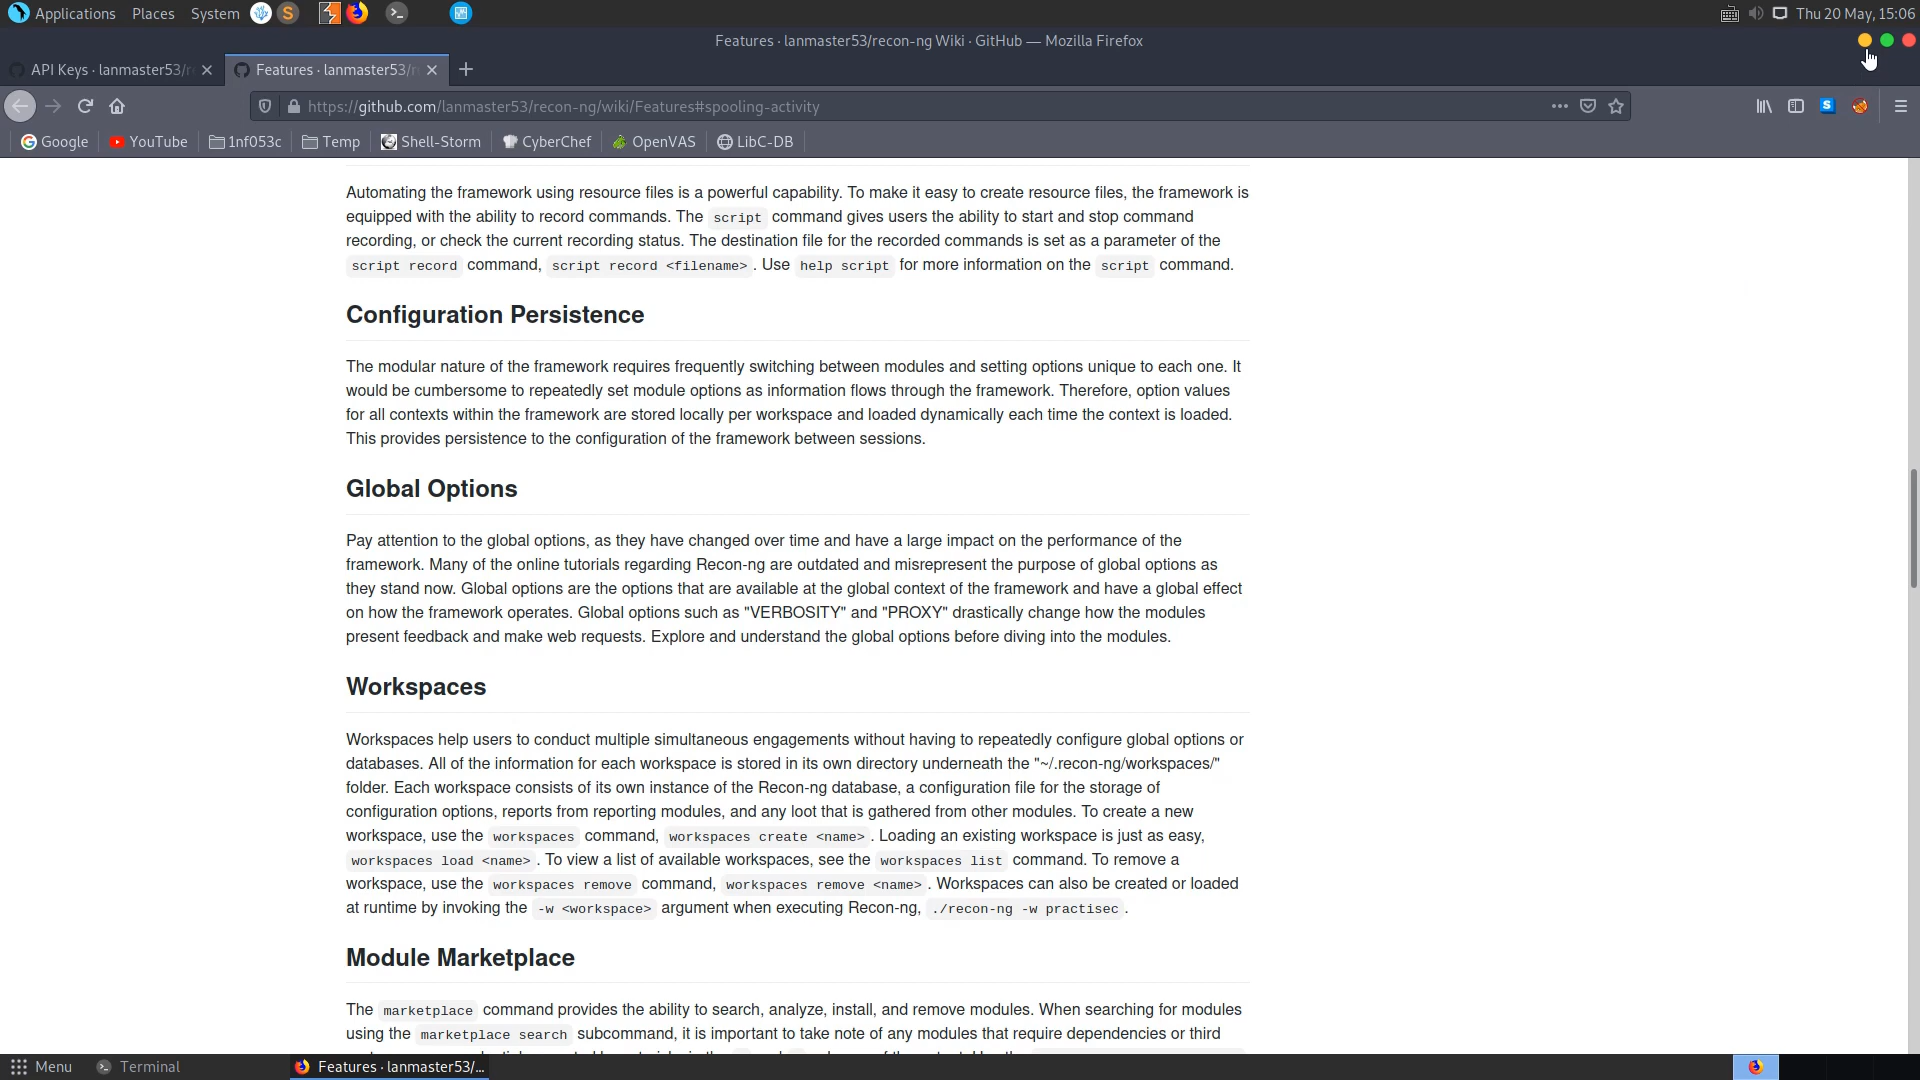 Applications Places System Thu 20 May, 15:06
Features · lanmaster53/recon-ng Wiki · GitHub — Mozilla Firefox
API Keys · lanmaster53/r Features · lanmaster53/r
https://github.com/lanmaster53/recon-ng/wiki/Features#spooling-activity
Google YouTube 1nf053c Temp Shell-Storm CyberChef OpenVAS LibC-DB
Automating the framework using resource files is a powerful capability. To make it easy to create resource files, the framework is
equipped with the ability to record commands. The script command gives users the ability to start and stop command
recording, or check the current recording status. The destination file for the recorded commands is set as a parameter of the
script record command, script record <filename>. Use help script for more information on the script command.
Configuration Persistence
The modular nature of the framework requires frequently switching between modules and setting options unique to each one. It
would be cumbersome to repeatedly set module options as information flows through the framework. Therefore, option values
for all contexts within the framework are stored locally per workspace and loaded dynamically each time the context is loaded.
This provides persistence to the configuration of the framework between sessions.
Global Options
Pay attention to the global options, as they have changed over time and have a large impact on the performance of the
framework. Many of the online tutorials regarding Recon-ng are outdated and misrepresent the purpose of global options as
they stand now. Global options are the options that are available at the global context of the framework and have a global effect
on how the framework operates. Global options such as "VERBOSITY" and "PROXY" drastically change how the modules
present feedback and make web requests. Explore and understand the global options before diving into the modules.
Workspaces
Workspaces help users to conduct multiple simultaneous engagements without having to repeatedly configure global options or
databases. All of the information for each workspace is stored in its own directory underneath the "~/.recon-ng/workspaces/"
folder. Each workspace consists of its own instance of the Recon-ng database, a configuration file for the storage of
configuration options, reports from reporting modules, and any loot that is gathered from other modules. To create a new
workspace, use the workspaces command, workspaces create <name>. Loading an existing workspace is just as easy,
workspaces load <name>. To view a list of available workspaces, see the workspaces list command. To remove a
workspace, use the workspaces remove command, workspaces remove <name>. Workspaces can also be created or loaded
at runtime by invoking the -w <workspace> argument when executing Recon-ng, ./recon-ng -w practisec.
Module Marketplace
The marketplace command provides the ability to search, analyze, install, and remove modules. When searching for modules
using the marketplace search subcommand, it is important to take note of any modules that require dependencies or third
Menu Terminal Features · lanmaster53/...